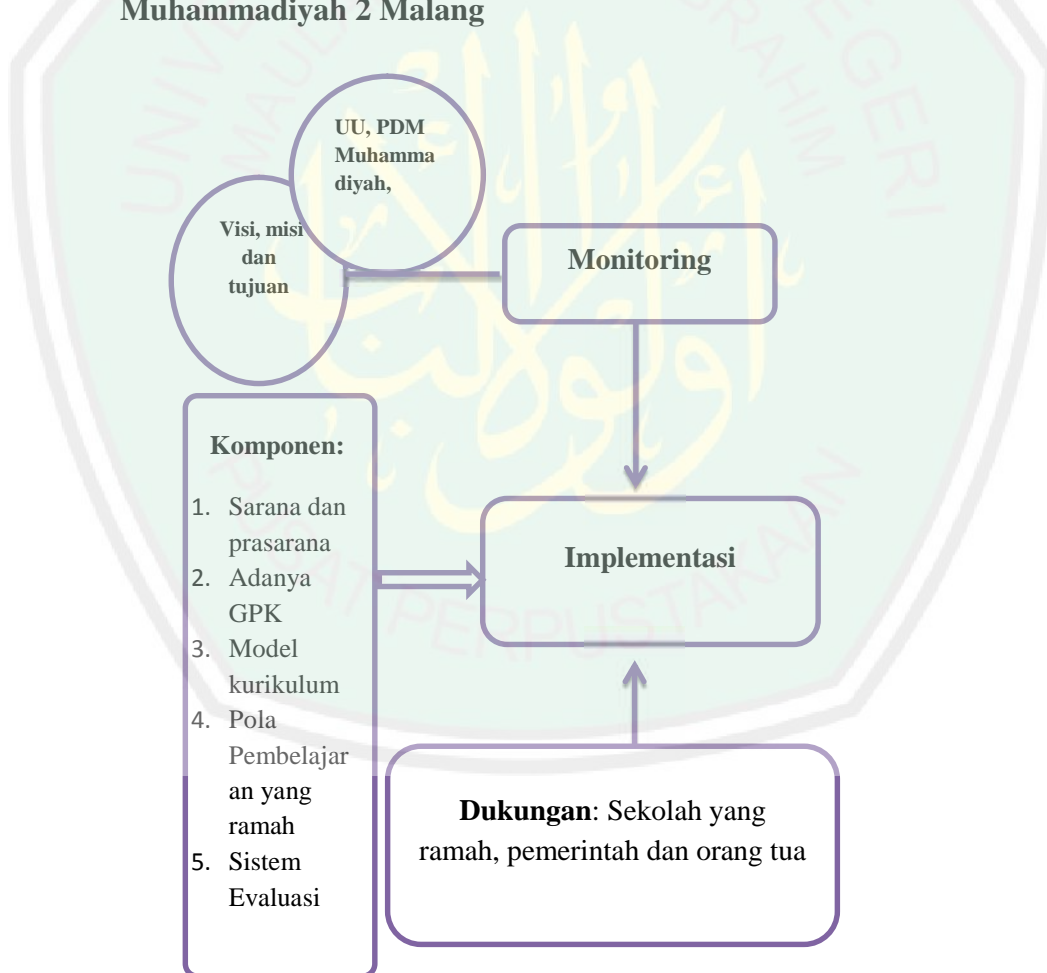 Muhammadiyah 2 Malang
UU, PDM
Muhamma
diyah,
Visi, misi
dan
tujuan
Monitoring
Komponen:
1. Sarana dan
prasarana
2. Adanya
GPK
3. Model
kurikulum
4. Pola
Pembelajar
an yang
ramah
5. Sistem
Evaluasi
Implementasi
Dukungan: Sekolah yang
ramah, pemerintah dan orang tua
PUSAT PERPUSTAKAAN